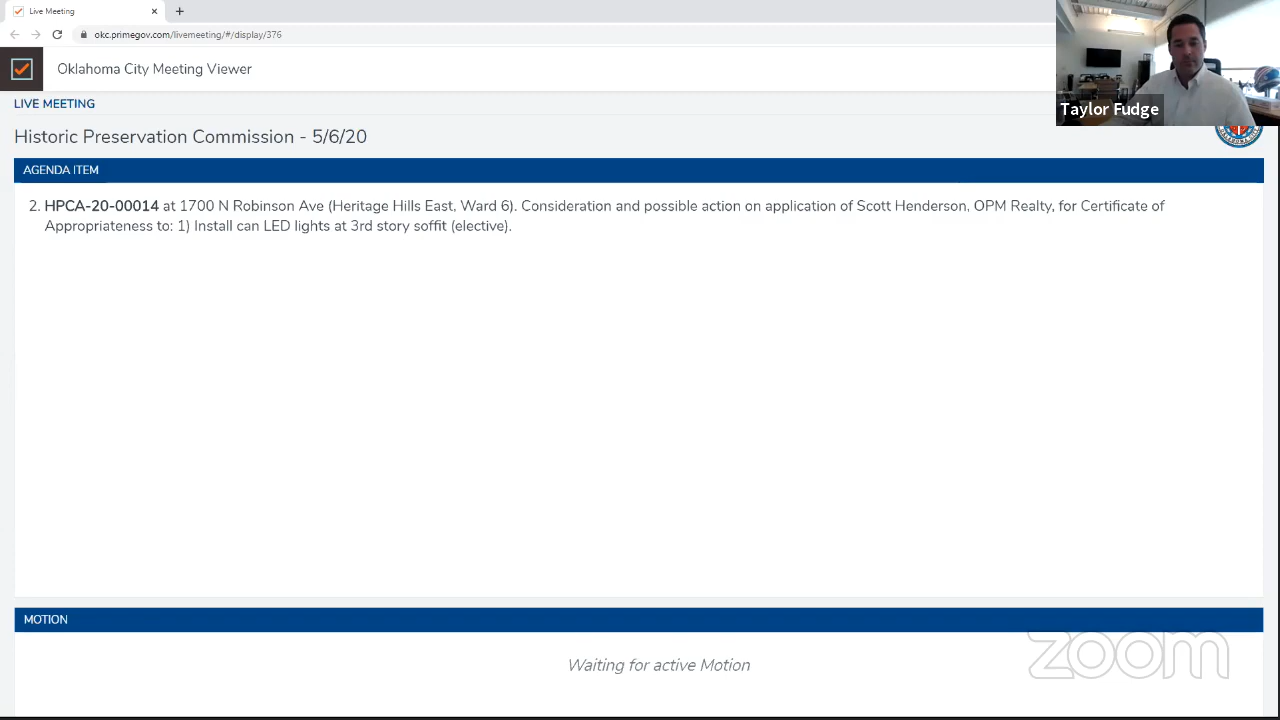 Live Meeting
okc.primegov.com/livemeeting/#/display/376
Oklahoma City Meeting Viewer
Taylor Fudge
LIVE MEETING
Historic Preservation Commission - 5/6/20
AGENDA ITEM
2. HPCA-20-00014 at 1700 N Robinson Ave (Heritage Hills East, Ward 6). Consideration and possible action on application of Scott Henderson, OPM Realty, for Certificate of
Appropriateness to: 1) Install can LED lights at 3rd story soffit (elective).
MOTION
Waiting for active Motion
zoom